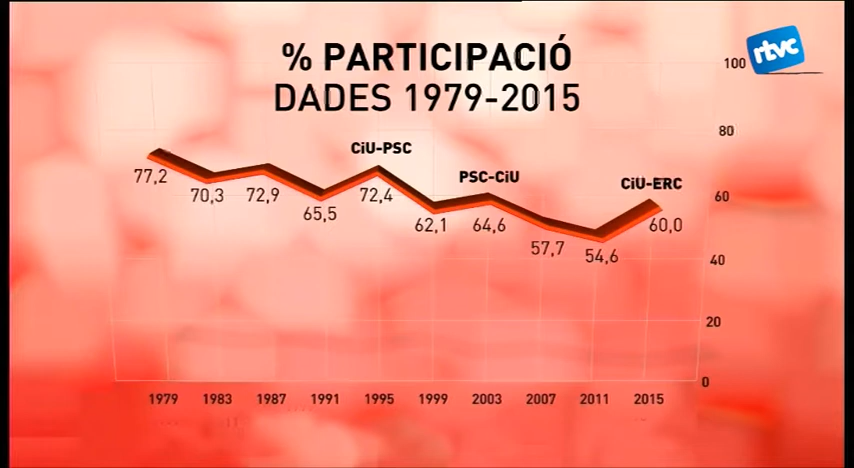 % PARTICIPACIÓ
DADES 1979-2015
rtvc
100
80
60
40
20
0
CiU-PSC
PSC-CiU
CiU-ERC
77,2
70,3
72,9
65,5
72,4
62,1
64,6
57,7
54,6
60,0
1979 1983 1987 1991 1995 1999 2003 2007 2011 2015